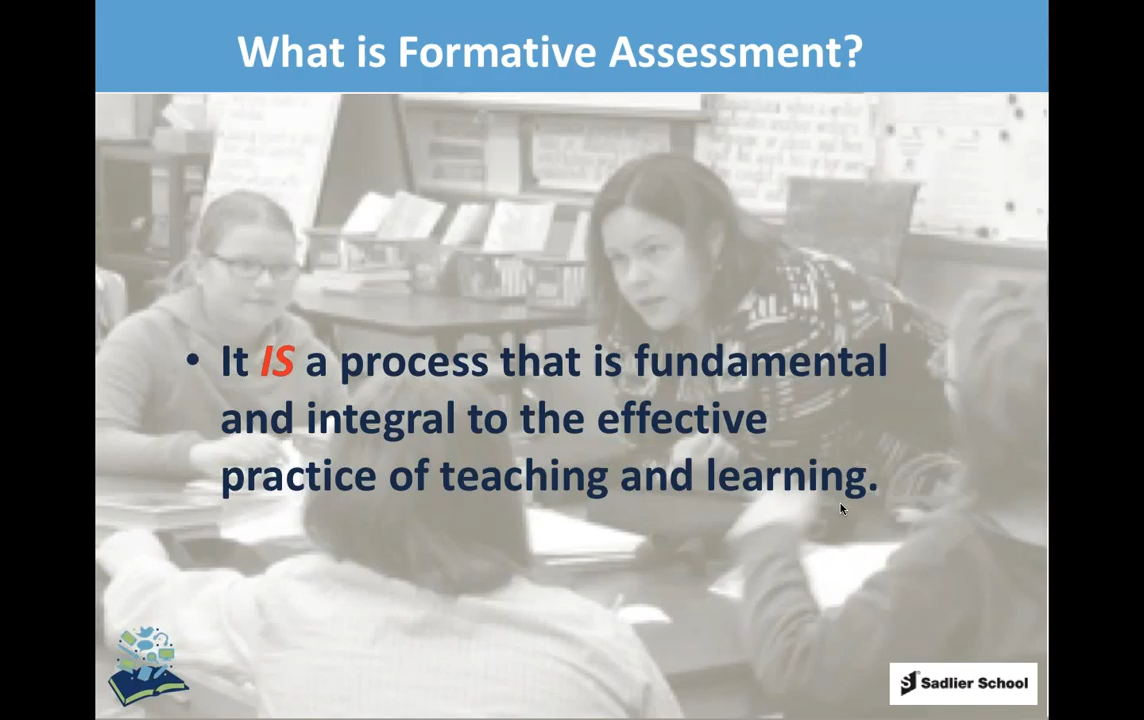 What is Formative Assessment?
• It IS a process that is fundamental
and integral to the effective
practice of teaching and learning.
Sadlier School